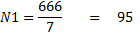 N1 = 666/7 = 95